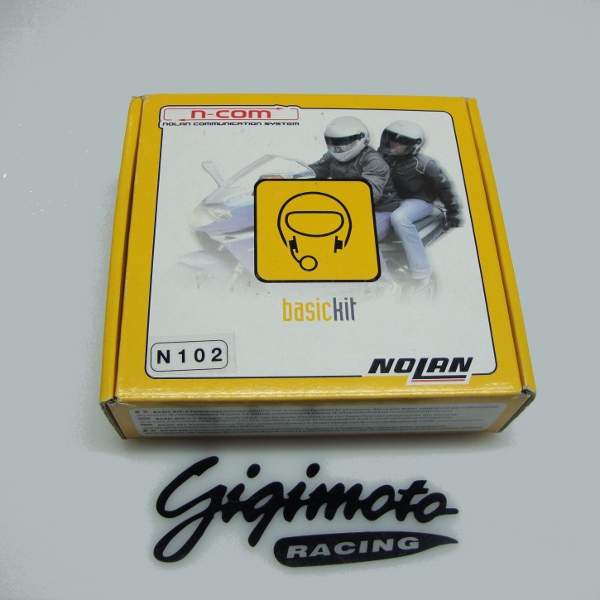 n-com
NOLAN COMMUNICATION SYSTEM
basickit
N102
NOLAN
gigimoto
RACING